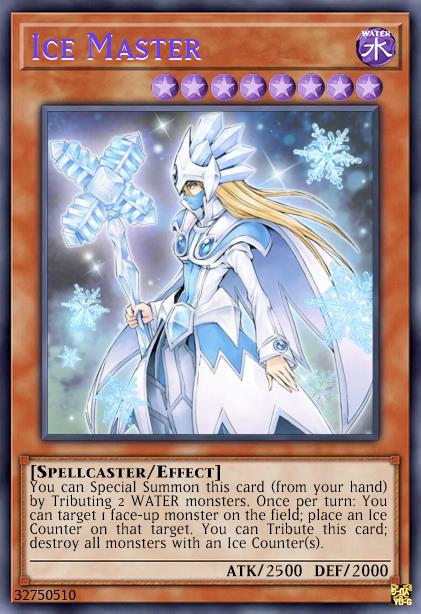 Ice Master
WATER
水
[Spellcaster/Effect]
You can Special Summon this card (from your hand)
by Tributing 2 WATER monsters. Once per turn: You
can target 1 face-up monster on the field; place an Ice
Counter on that target. You can Tribute this card;
destroy all monsters with an Ice Counter(s).
ATK/2500 DEF/2000
32750510